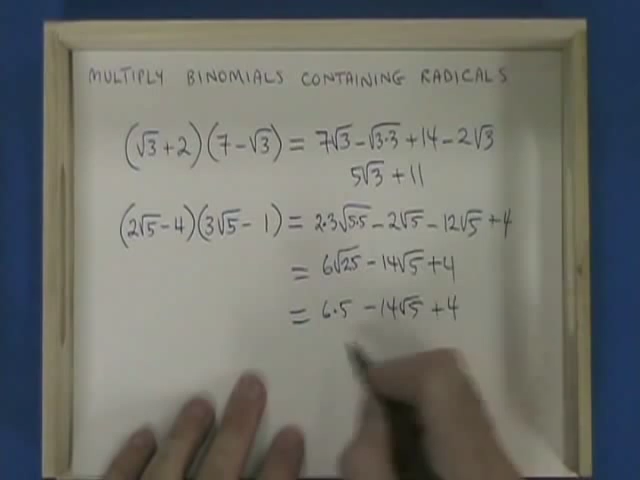 MULTIPLY BINOMIALS CONTAINING RADICALS
(√3 + 2)(7 - √3) = 7√3 - √3·3 + 14 - 2√3
5√3 + 11
(2√5 - 4)(3√5 - 1) = 2·3√5·5 - 2√5 - 12√5 + 4
= 6√25 - 14√5 + 4
= 6·5 - 14√5 + 4